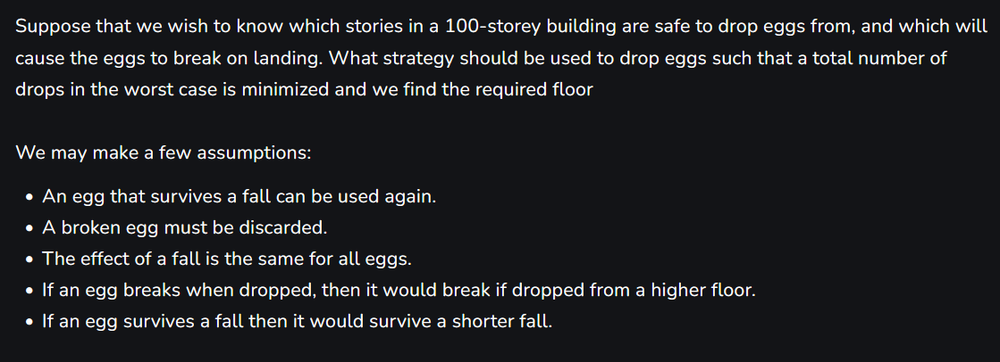 Suppose that we wish to know which stories in a 100-storey building are safe to drop eggs from, and which will
cause the eggs to break on landing. What strategy should be used to drop eggs such that a total number of
drops in the worst case is minimized and we find the required floor
We may make a few assumptions:
• An egg that survives a fall can be used again.
• A broken egg must be discarded.
• The effect of a fall is the same for all eggs.
• If an egg breaks when dropped, then it would break if dropped from a higher floor.
• If an egg survives a fall then it would survive a shorter fall.